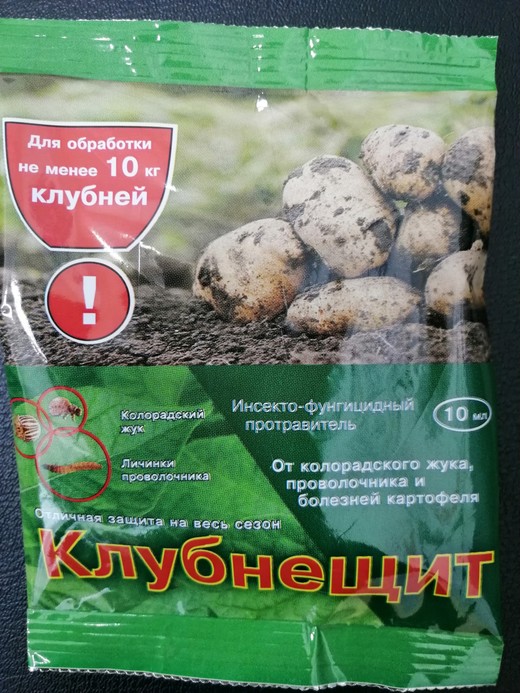 Для обработки
не менее 10 кг
клубней
!
Колорадский
жук
Личинки
проволочника
Инсекто-фунгицидный
протравитель
10 мл
От колорадского жука,
проволочника и
болезней картофеля
Отличная защита на весь сезон
Клубнещит